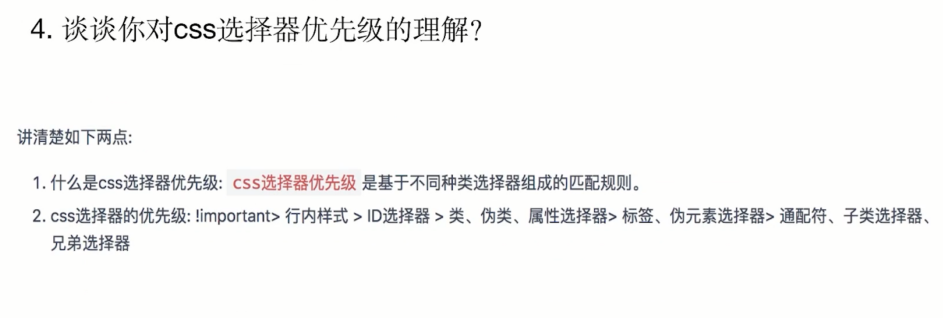 4. 谈谈你对css选择器优先级的理解?
讲清楚如下两点:
1. 什么是css选择器优先级: css选择器优先级 是基于不同种类选择器组成的匹配规则。
2. css选择器的优先级: !important> 行内样式 > ID选择器 > 类、伪类、属性选择器> 标签、伪元素选择器> 通配符、子类选择器、
兄弟选择器